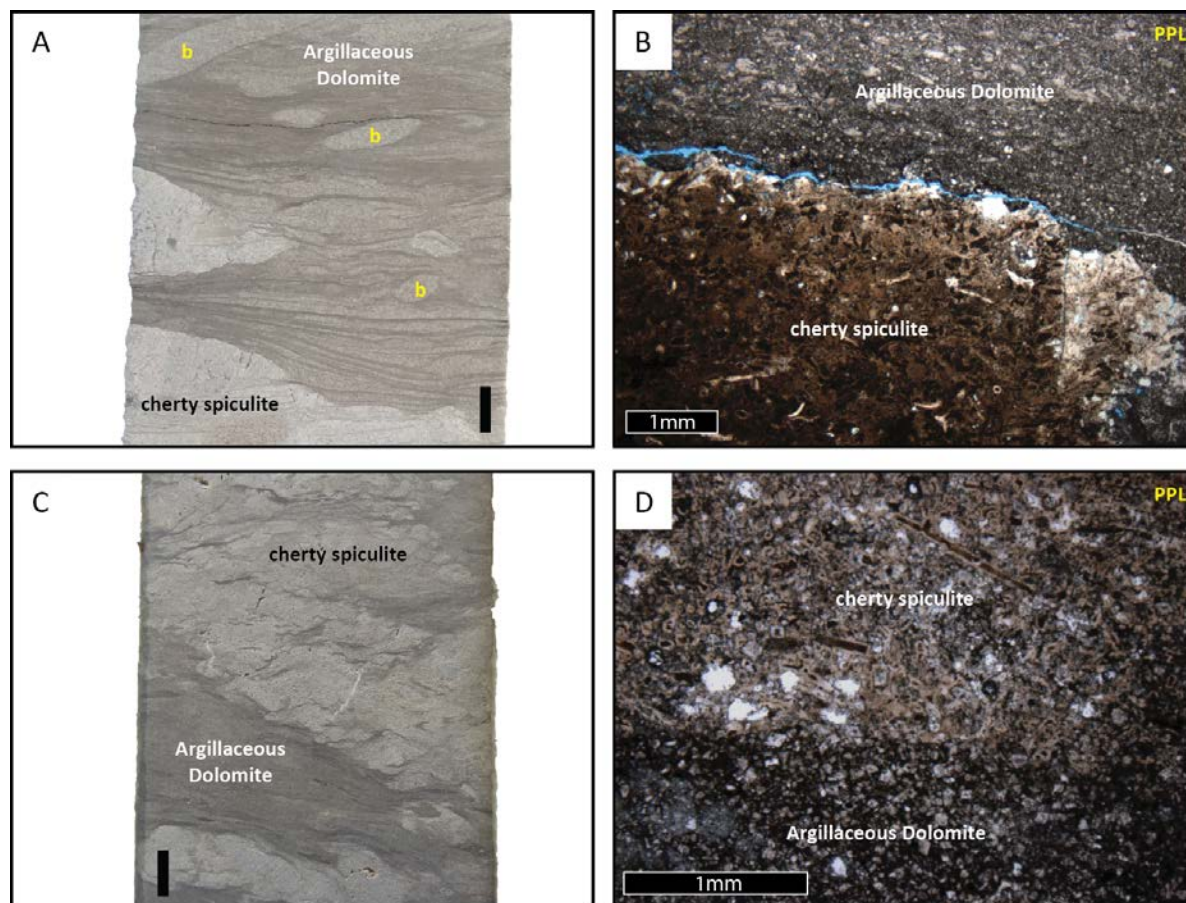 A
b
Argillaceous
Dolomite
b
b
cherty spiculite
B
PPL
Argillaceous Dolomite
cherty spiculite
1mm
C
cherty spiculite
Argillaceous
Dolomite
D
PPL
cherty spiculite
Argillaceous Dolomite
1mm